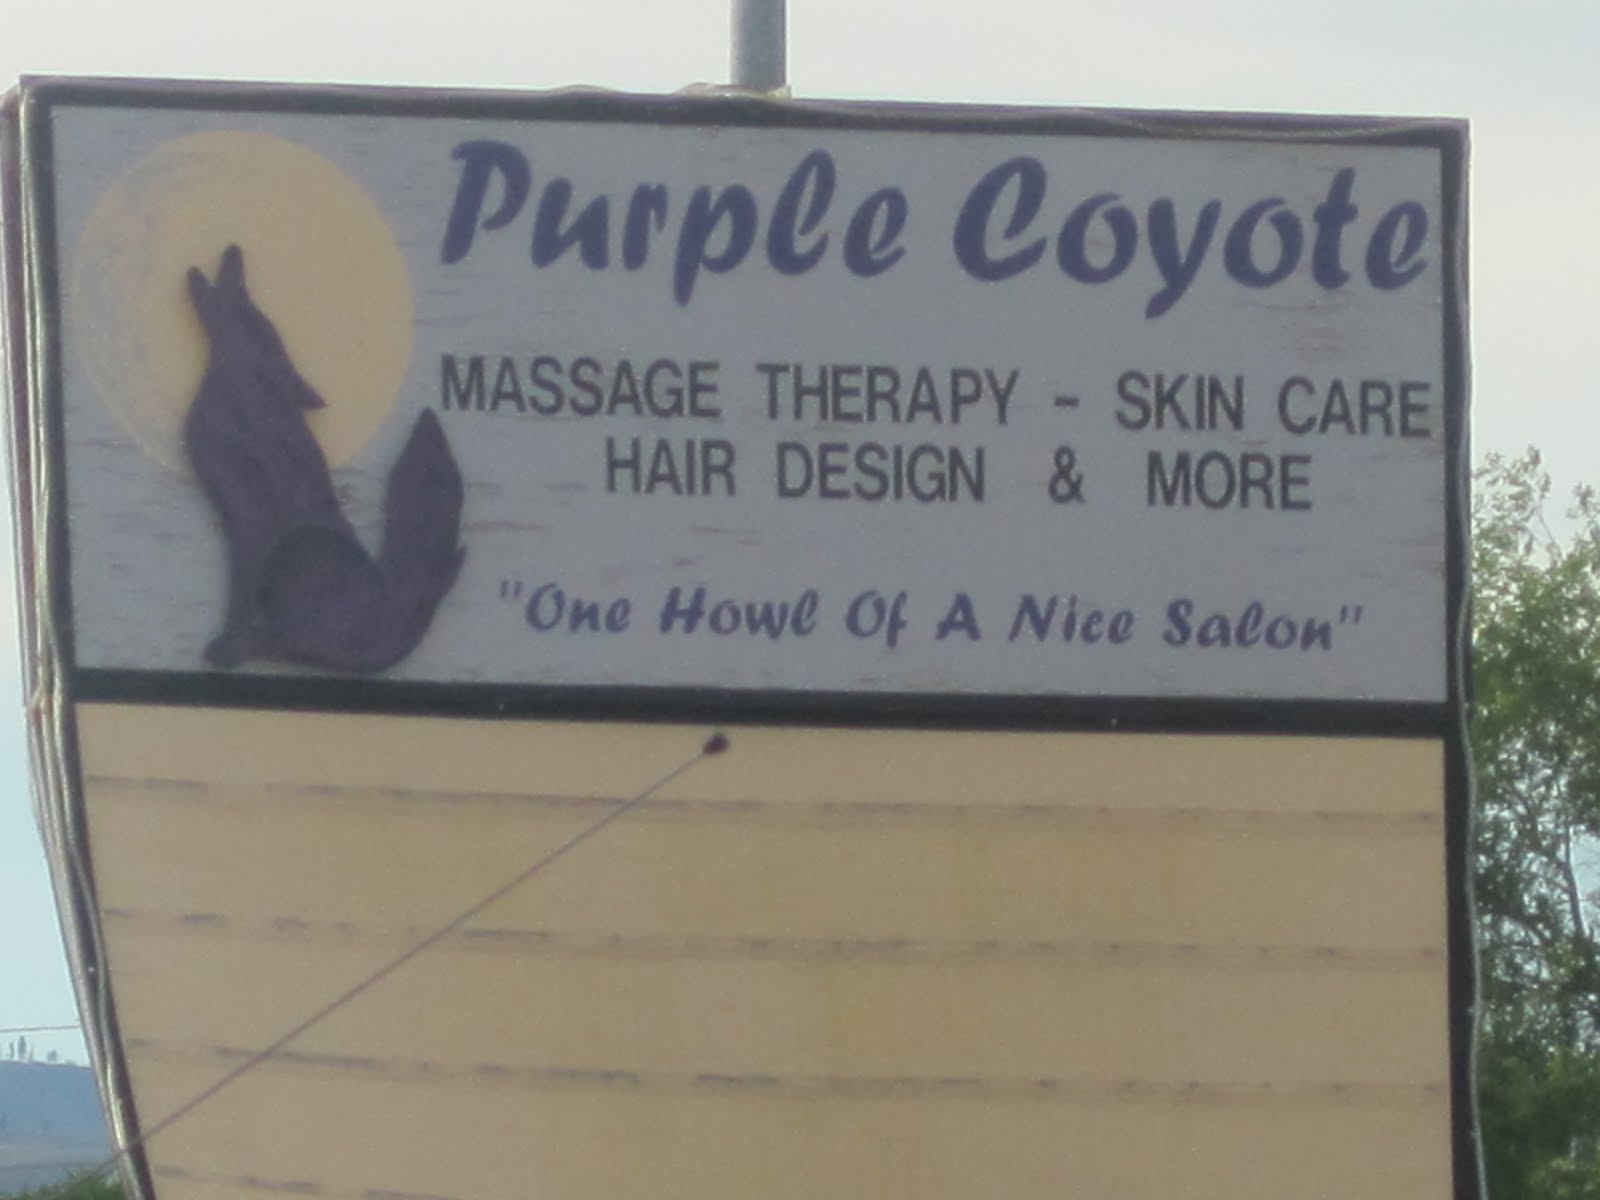 Purple Coyote
MASSAGE THERAPY - SKIN CARE
HAIR DESIGN & MORE
"One Howl Of A Nice Salon"